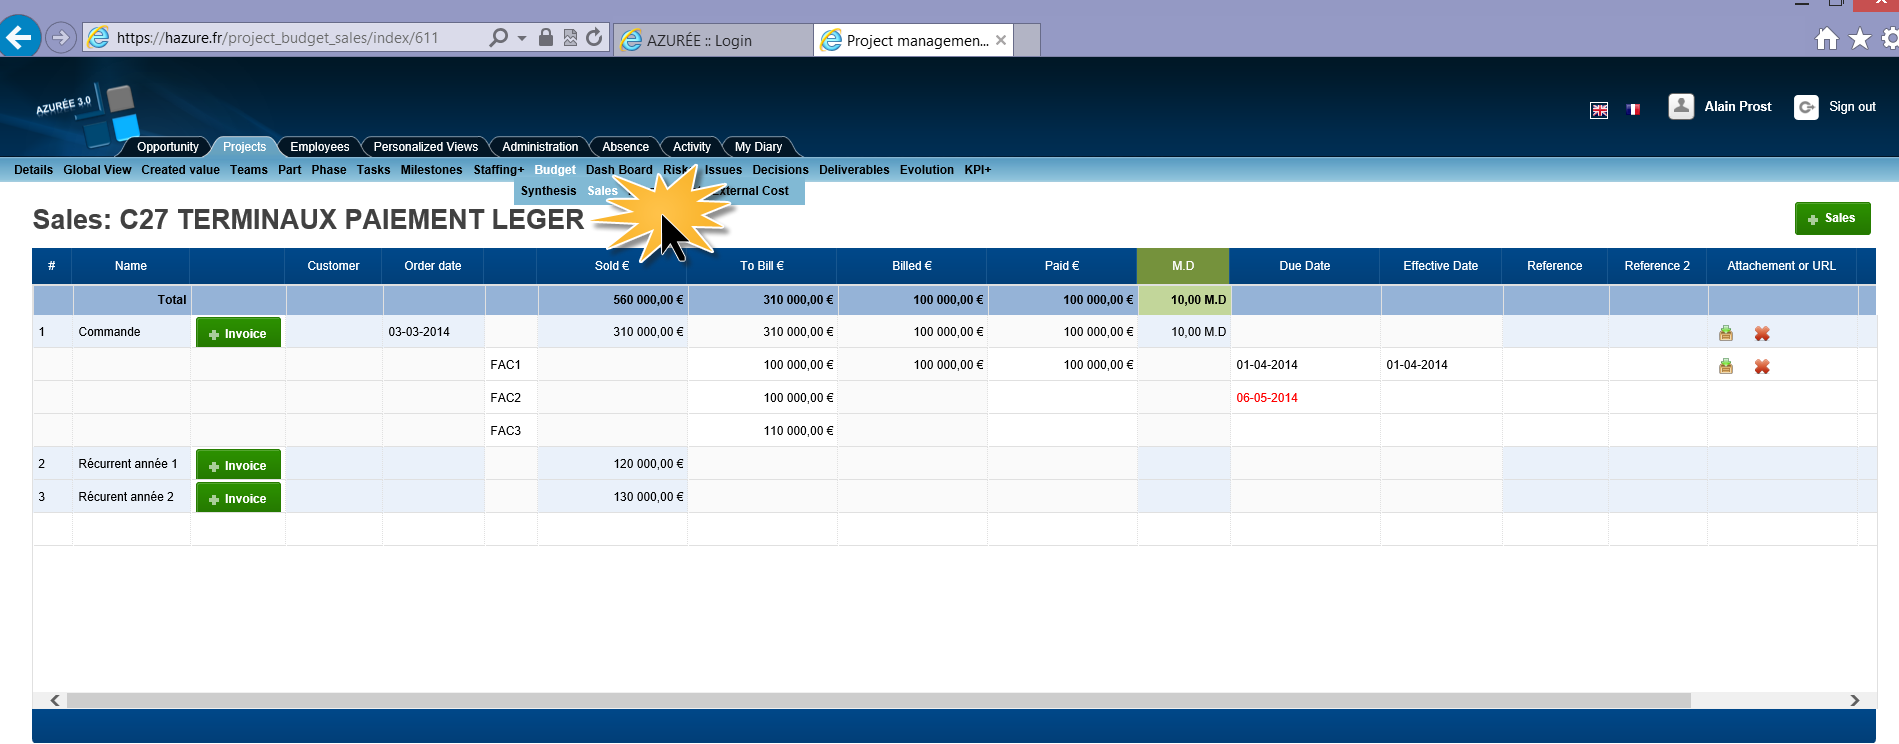 https://hazure.fr/project_budget_sales/index/611
AZURÉE :: Login
Project managemen...
AZURÉE 3.0
Alain Prost
Sign out
Opportunity Projects Employees Personalized Views Administration Absence Activity My Diary
Details Global View Created value Teams Part Phase Tasks Milestones Staffing+ Budget Dash Board Risks Issues Decisions Deliverables Evolution KPI+
Synthesis Sales External Cost
Sales: C27 TERMINAUX PAIEMENT LEGER
Sales
# Name Customer Order date Sold € To Bill € Billed € Paid € M.D Due Date Effective Date Reference Reference 2 Attachement or URL
Total 560 000,00 € 310 000,00 € 100 000,00 € 100 000,00 € 10,00 M.D
1 Commande Invoice 03-03-2014 310 000,00 € 310 000,00 € 100 000,00 € 100 000,00 € 10,00 M.D
FAC1 100 000,00 € 100 000,00 € 100 000,00 € 01-04-2014 01-04-2014
FAC2 100 000,00 € 06-05-2014
FAC3 110 000,00 €
2 Récurrent année 1 Invoice 120 000,00 €
3 Récurent année 2 Invoice 130 000,00 €